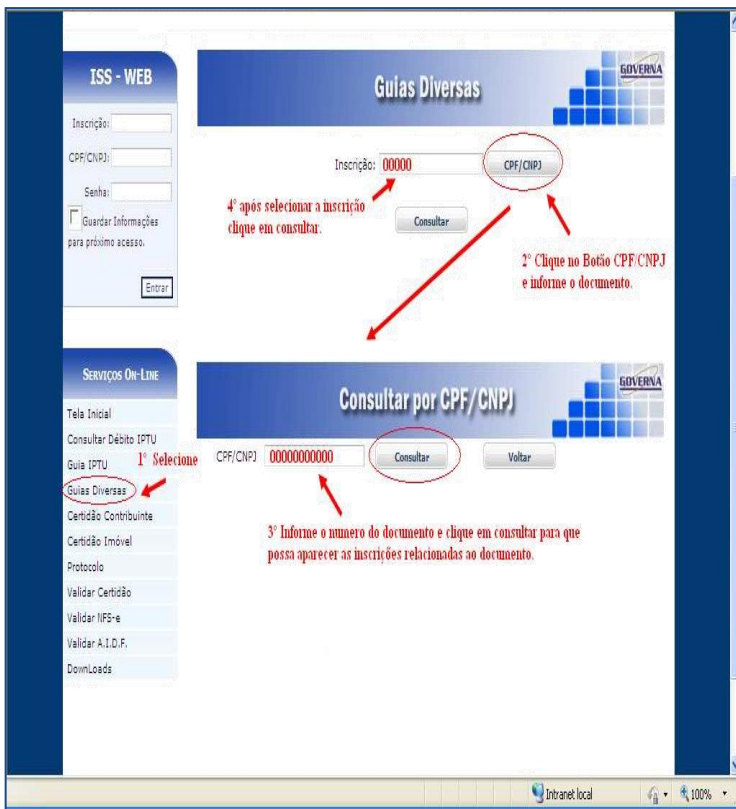 ISS - WEB
Inscrição:
CPF/CNPJ:
Senha:
Guardar Informações
para próximo acesso.
Entrar
Guias Diversas
GOVERNA
Inscrição: 00000 CPF/CNPJ
4º após selecionar a inscrição
clique em consultar.
Consultar
2º Clique no Botão CPF/CNPJ
e informe o documento.
SERVIÇOS ON-LINE
Tela Inicial
Consultar Débito IPTU
Guia IPTU
1º Selecione
Guias Diversas
Certidão Contribuinte
Certidão Imóvel
Protocolo
Validar Certidão
Validar NFS-e
Validar A.I.D.F.
DownLoads
Consultar por CPF/CNPJ
GOVERNA
CPF/CNPJ 00000000000 Consultar Voltar
3º Informe o numero do documento e clique em consultar para que
possa aparecer as inscrições relacionadas ao documento.
Intranet local 100%